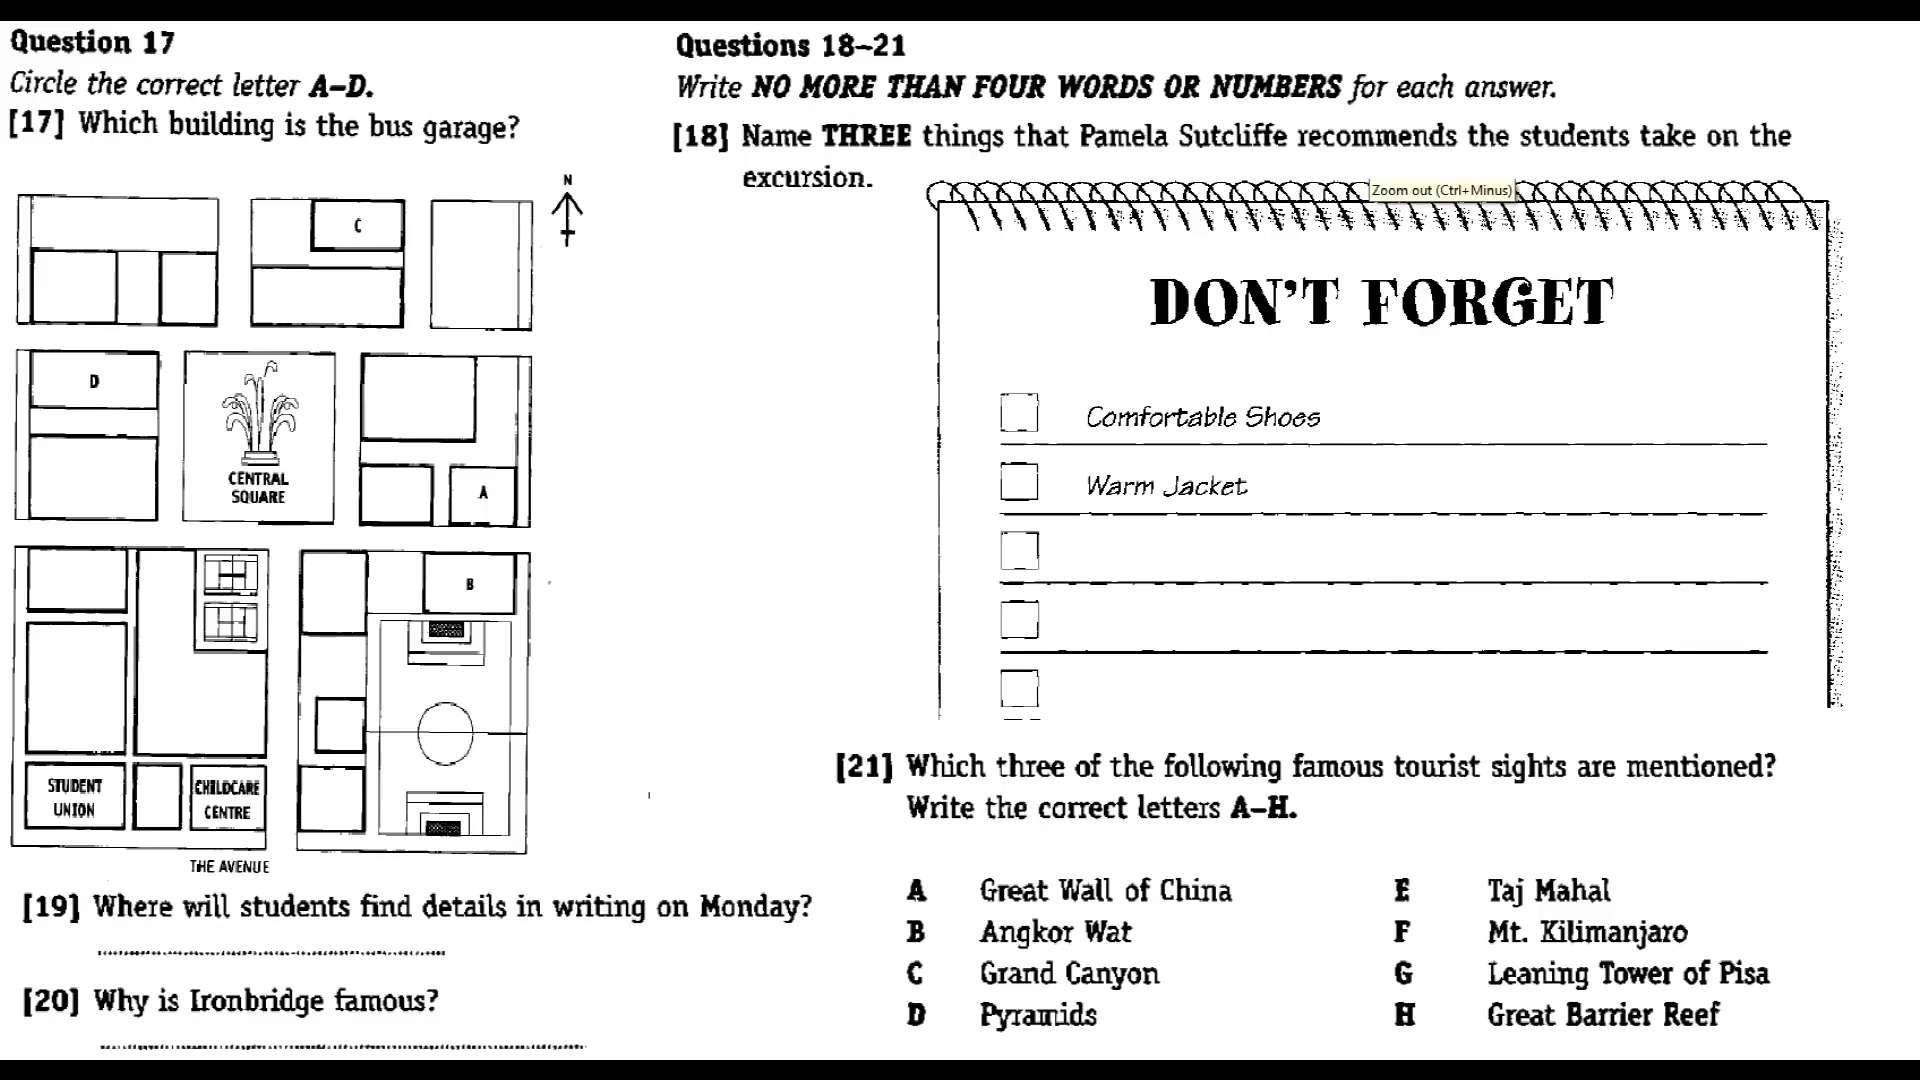 Question 17
Circle the correct letter A–D.
[17] Which building is the bus garage?
N
C
D
CENTRAL
SQUARE
A
B
STUDENT
UNION
CHILDCARE
CENTRE
THE AVENUE
[19] Where will students find details in writing on Monday?
[20] Why is Ironbridge famous?
Questions 18–21
Write NO MORE THAN FOUR WORDS OR NUMBERS for each answer.
[18] Name THREE things that Pamela Sutcliffe recommends the students take on the
excursion.
Zoom out (Ctrl+Minus)
DON'T FORGET
Comfortable Shoes
Warm Jacket
[21] Which three of the following famous tourist sights are mentioned?
Write the correct letters A–H.
A Great Wall of China
B Angkor Wat
C Grand Canyon
D Pyramids
E Taj Mahal
F Mt. Kilimanjaro
G Leaning Tower of Pisa
H Great Barrier Reef